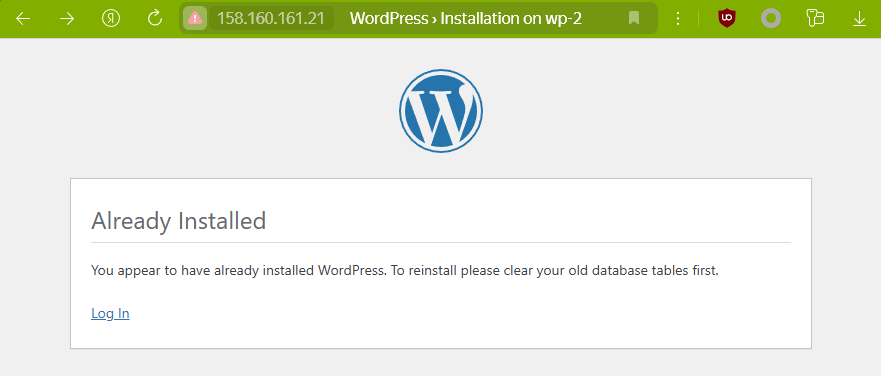 158.160.161.21 WordPress › Installation on wp-2
Already Installed
You appear to have already installed WordPress. To reinstall please clear your old database tables first.
Log In